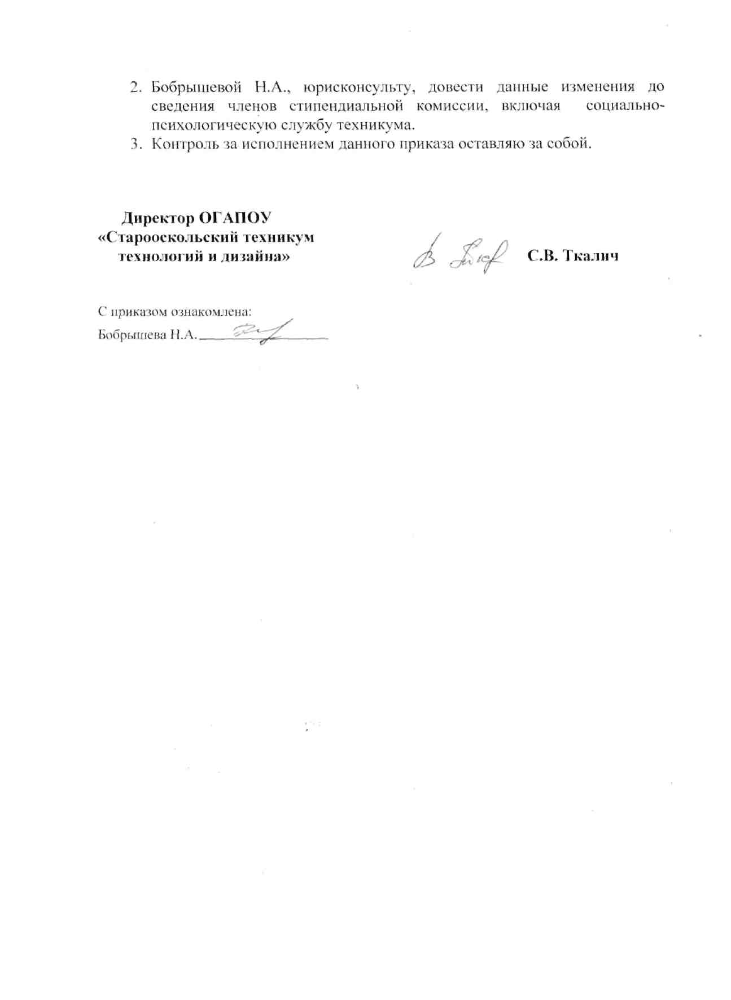 2. Бобрышевой Н.А., юрисконсульту, довести данные изменения до
сведения членов стипендиальной комиссии, включая социально-
психологическую службу техникума.
3. Контроль за исполнением данного приказа оставляю за собой.
Директор ОГАПОУ
«Старооскольский техникум
технологий и дизайна»
С.В. Ткалич
С приказом ознакомлена:
Бобрышева Н.А.